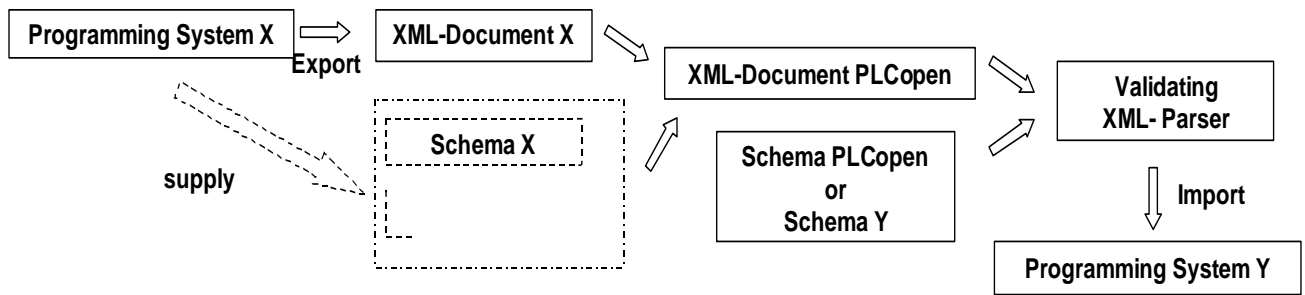 Programming System X
Export
XML-Document X
XML-Document PLCopen
Validating
XML- Parser
supply
Schema X
Schema PLCopen
or
Schema Y
Import
Programming System Y